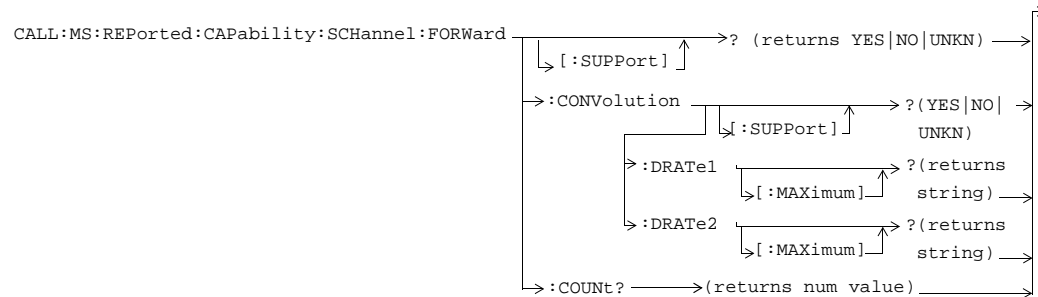 CALL:MS:REPorted:CAPability:SCHannel:FORWard ? (returns YES|NO|UNKN)
[:SUPPort]
:CONVolution ?(YES|NO|
[:SUPPort] UNKN)
:DRATe1 ?(returns
[:MAXimum] string)
:DRATe2 ?(returns
[:MAXimum] string)
:COUNt? (returns num value)